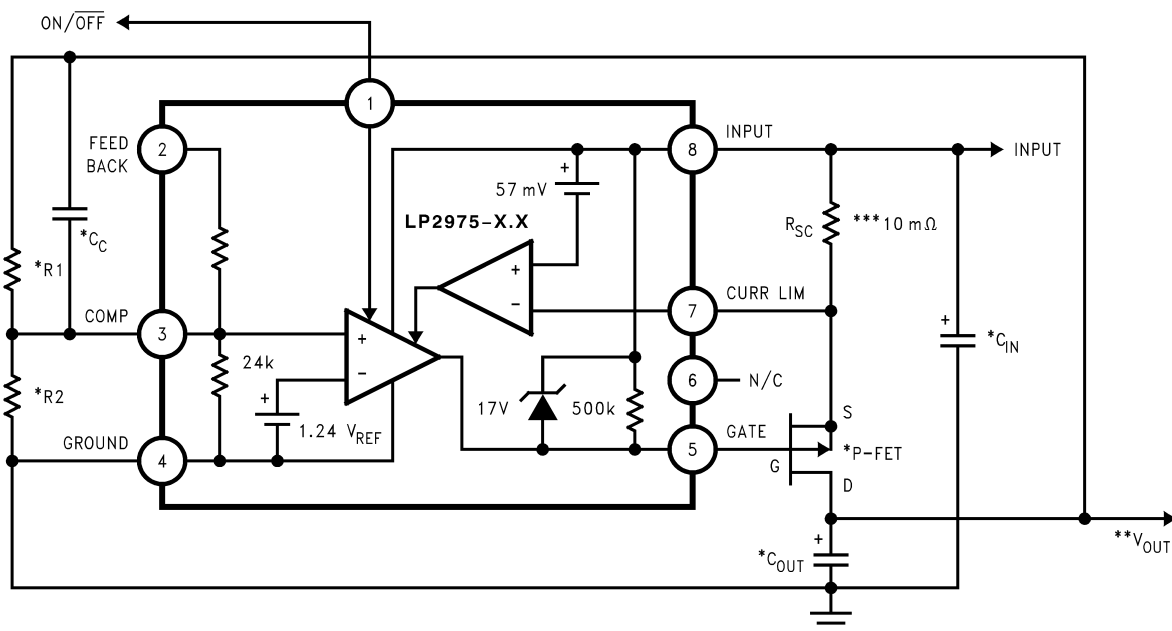 ON/OFF
1
FEED
BACK
2
8
INPUT
INPUT
57 mV
+
LP2975-X.X
*C_C
*R1
R_SC
***10 mΩ
+
−
COMP
3
7
CURR LIM
+
*C_IN
24k
+
−
6
N/C
*R2
+
1.24 V_REF
17V
500k
S
GROUND
4
5
GATE
G
*P-FET
D
+
*C_OUT
**V_OUT